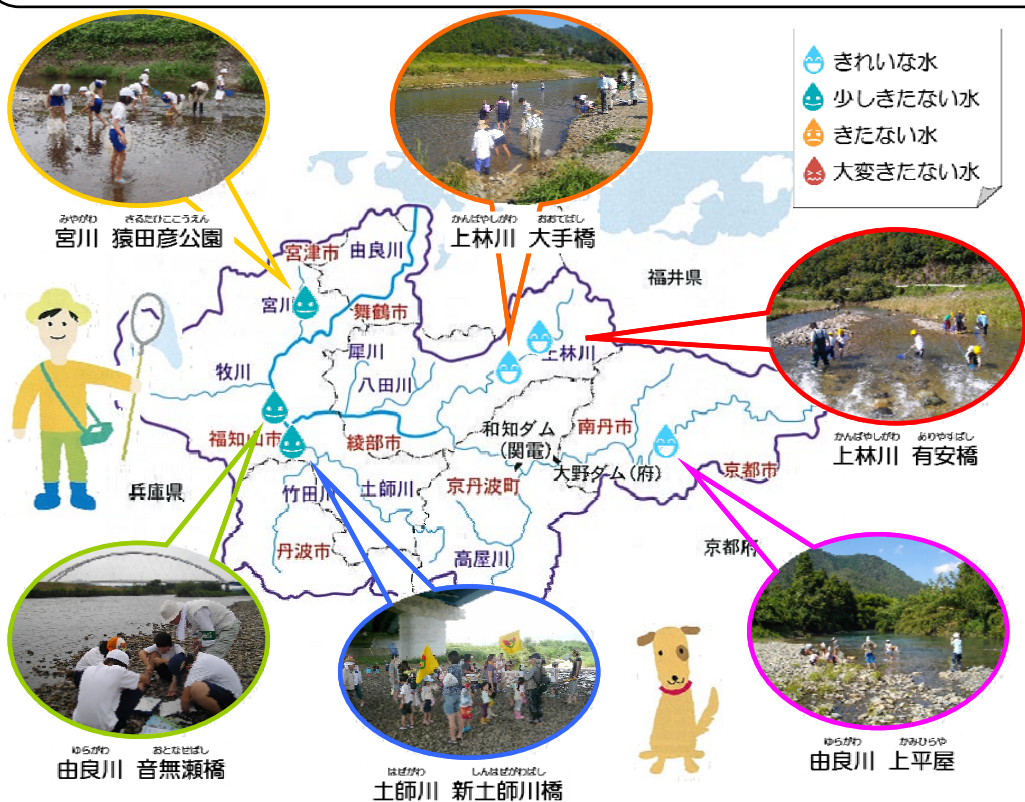 きれいな水
少しきたない水
きたない水
大変きたない水
みやがわ さるたひここうえん
宮川 猿田彦公園
かんばやしがわ おおてばし
上林川 大手橋
宮津市
由良川
福井県
宮川
舞鶴市
犀川
上林川
かんばやしがわ ありやすばし
上林川 有安橋
牧川
八田川
和知ダム
(関電)
南丹市
福知山市
綾部市
大野ダム(府)
京都市
兵庫県
竹田川
土師川
京丹波町
丹波市
高屋川
京都府
ゆらがわ おとなせばし
由良川 音無瀬橋
はぜがわ しんはぜがわばし
土師川 新土師川橋
ゆらがわ かみひらや
由良川 上平屋